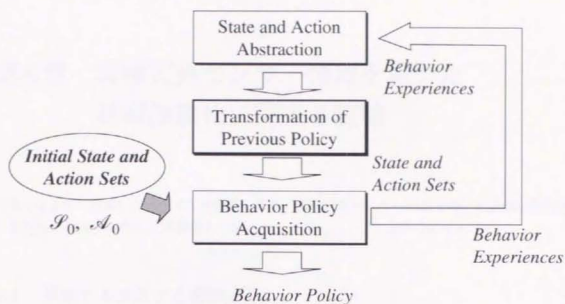 State and Action
Abstraction
Behavior
Experiences
Transformation of
Previous Policy
Initial State and
Action Sets
𝒮0, 𝒜0
State and
Action Sets
Behavior Policy
Acquisition
Behavior
Experiences
Behavior Policy